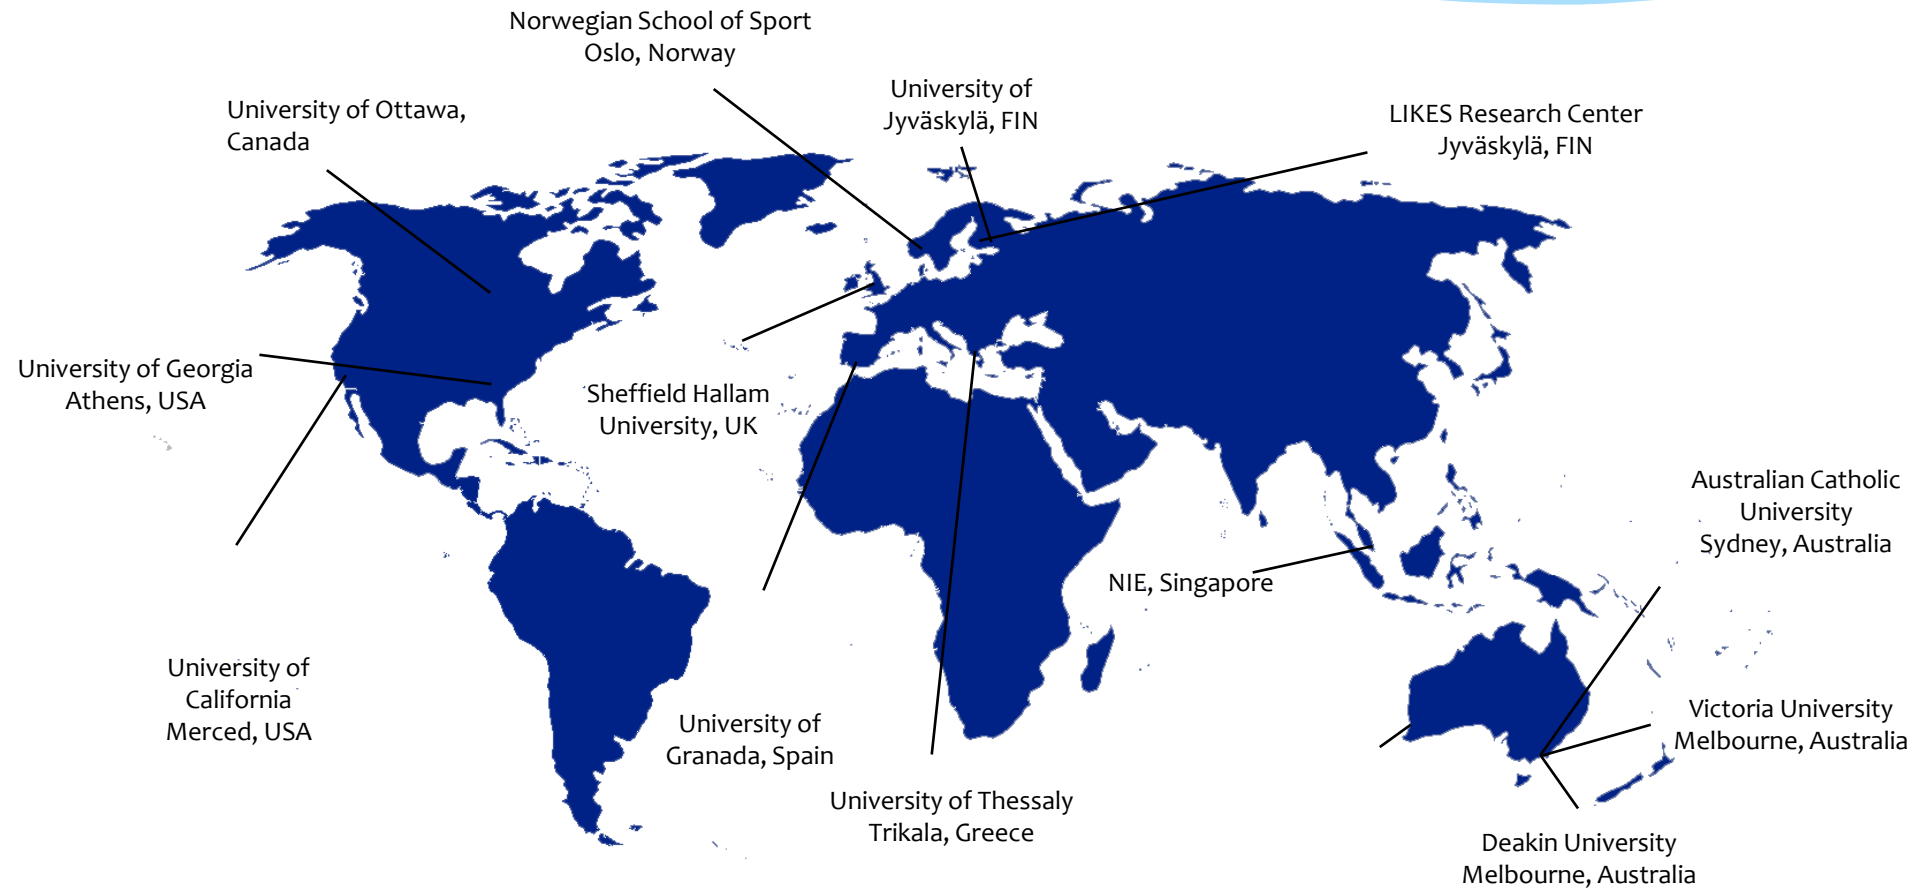 Norwegian School of Sport
Oslo, Norway
University of
Jyväskylä, FIN
University of Ottawa,
Canada
LIKES Research Center
Jyväskylä, FIN
University of Georgia
Athens, USA
Sheffield Hallam
University, UK
Australian Catholic
University
Sydney, Australia
NIE, Singapore
University of
California
Merced, USA
University of
Granada, Spain
Victoria University
Melbourne, Australia
University of Thessaly
Trikala, Greece
Deakin University
Melbourne, Australia